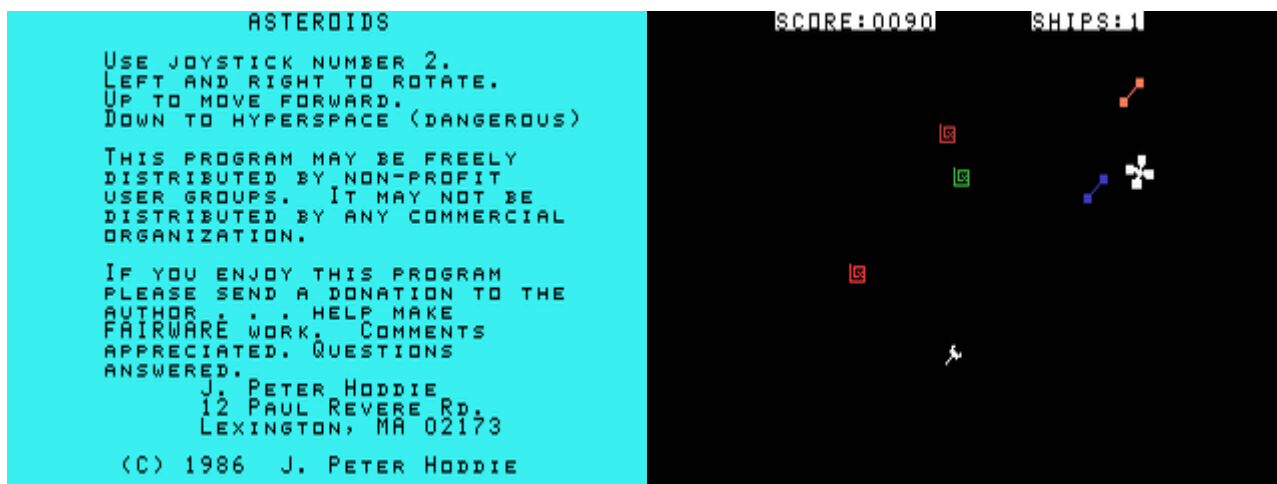 ASTEROIDS
USE JOYSTICK NUMBER 2.
LEFT AND RIGHT TO ROTATE.
UP TO MOVE FORWARD.
DOWN TO HYPERSPACE (DANGEROUS)
THIS PROGRAM MAY BE FREELY
DISTRIBUTED BY NON-PROFIT
USER GROUPS. IT MAY NOT BE
DISTRIBUTED BY ANY COMMERCIAL
ORGANIZATION.
IF YOU ENJOY THIS PROGRAM
PLEASE SEND A DONATION TO THE
AUTHOR . . . HELP MAKE
FAIRWARE WORK. COMMENTS
APPRECIATED. QUESTIONS
ANSWERED.
J. PETER HODDIE
12 PAUL REVERE RD.
LEXINGTON, MA 02173
(C) 1986 J. PETER HODDIE
SCORE:0090 SHIPS:1